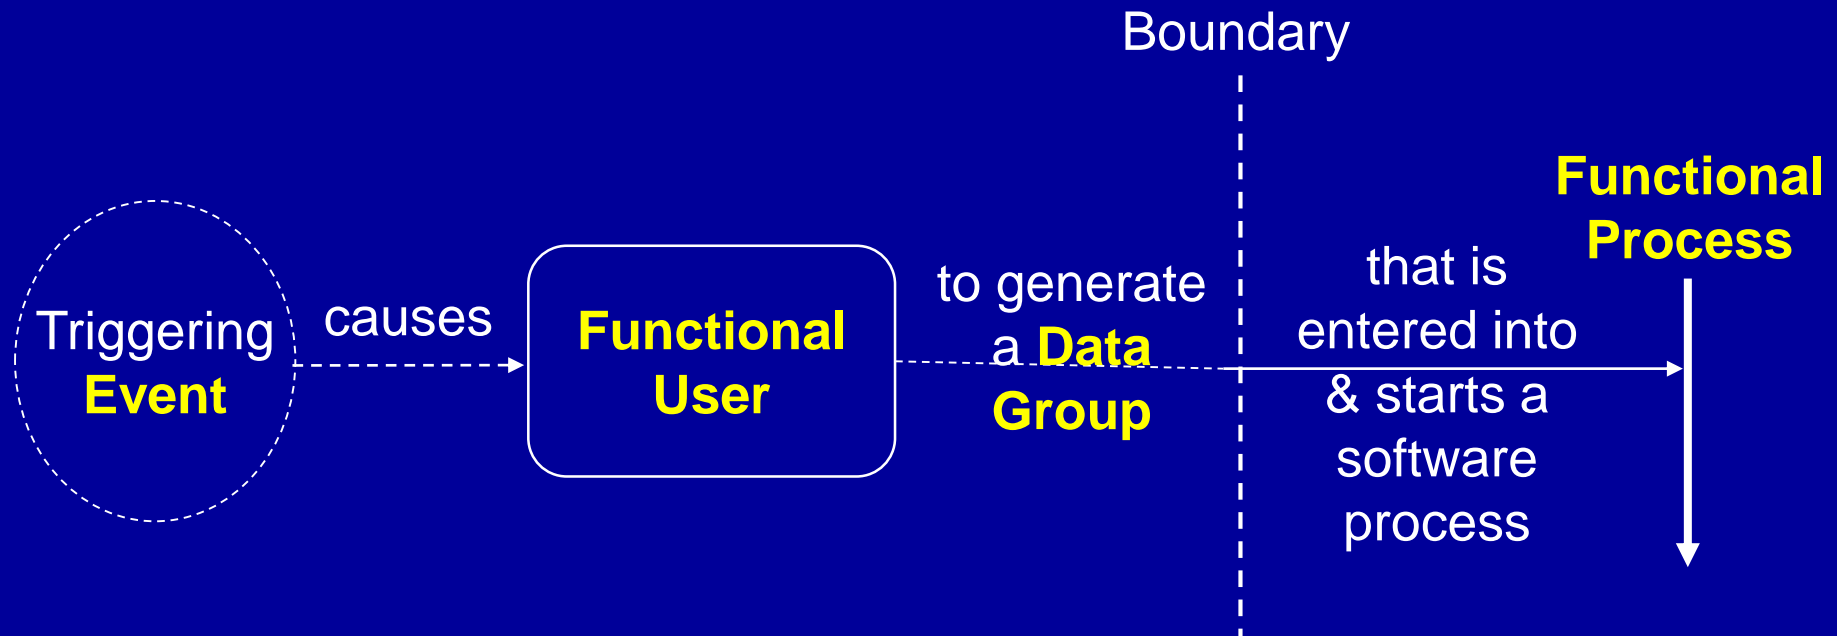 Boundary
Triggering
Event
causes
Functional
User
to generate
a Data
Group
that is
entered into
& starts a
software
process
Functional
Process